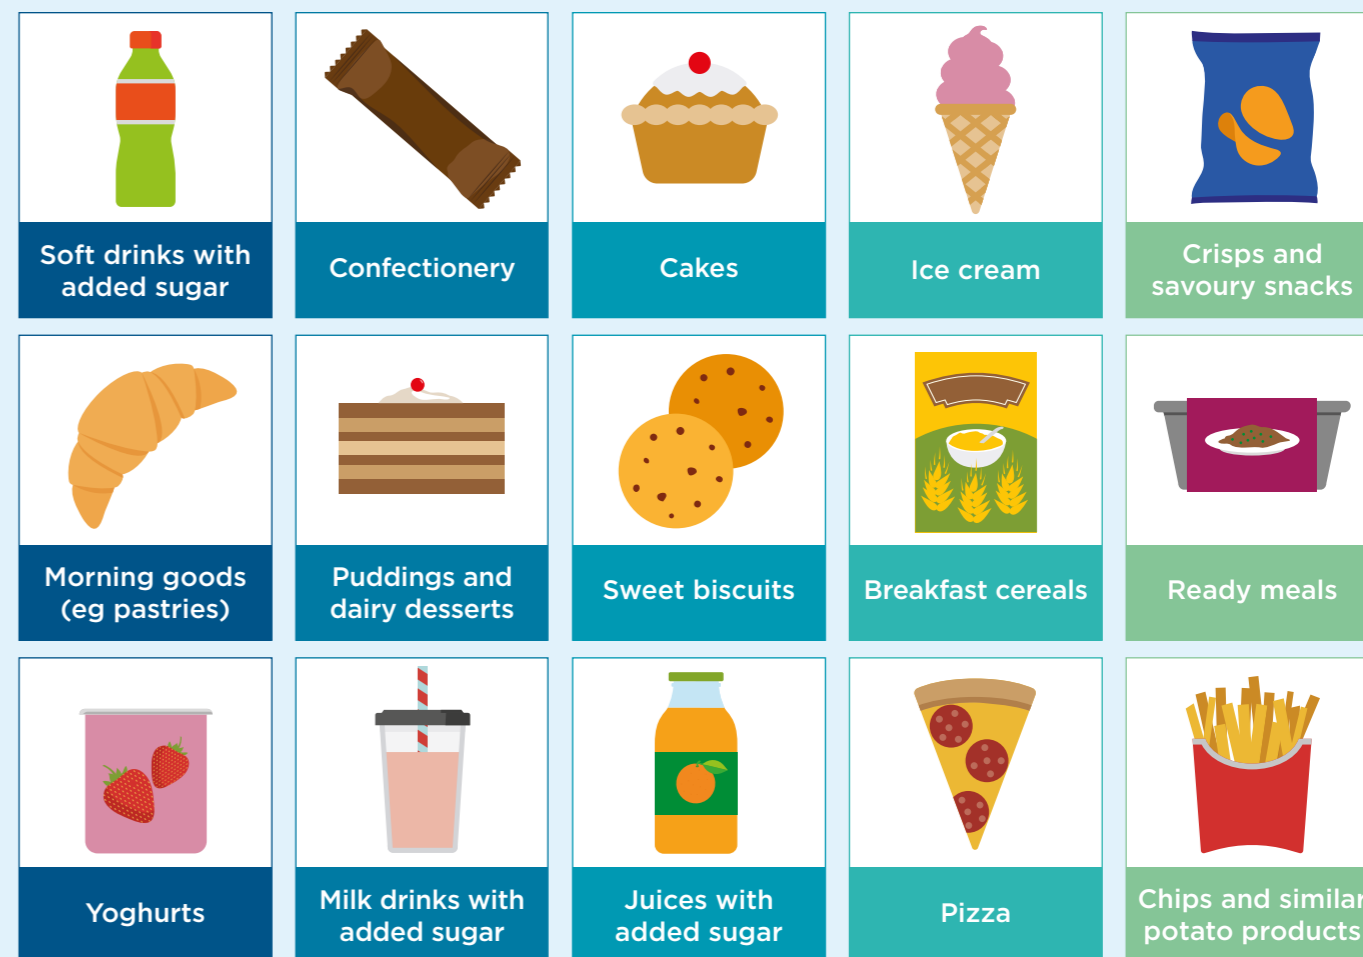 Soft drinks with
added sugar
Confectionery
Cakes
Ice cream
Crisps and
savoury snacks
Morning goods
(eg pastries)
Puddings and
dairy desserts
Sweet biscuits
Breakfast cereals
Ready meals
Yoghurts
Milk drinks with
added sugar
Juices with
added sugar
Pizza
Chips and similar
potato products